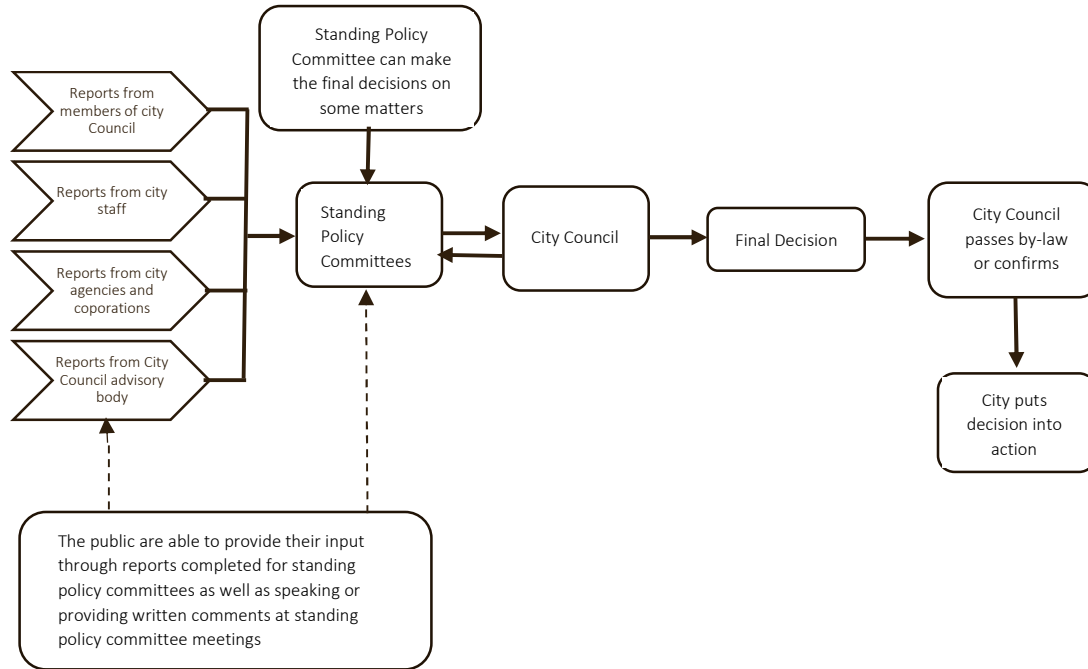 Standing Policy
Committee can make
the final decisions on
some matters
Reports from
members of city
Council
Reports from city
staff
Reports from city
agencies and
coporations
Reports from City
Council advisory
body
Standing
Policy
Committees
City Council
Final Decision
City Council
passes by-law
or confirms
City puts
decision into
action
The public are able to provide their input
through reports completed for standing
policy committees as well as speaking or
providing written comments at standing
policy committee meetings